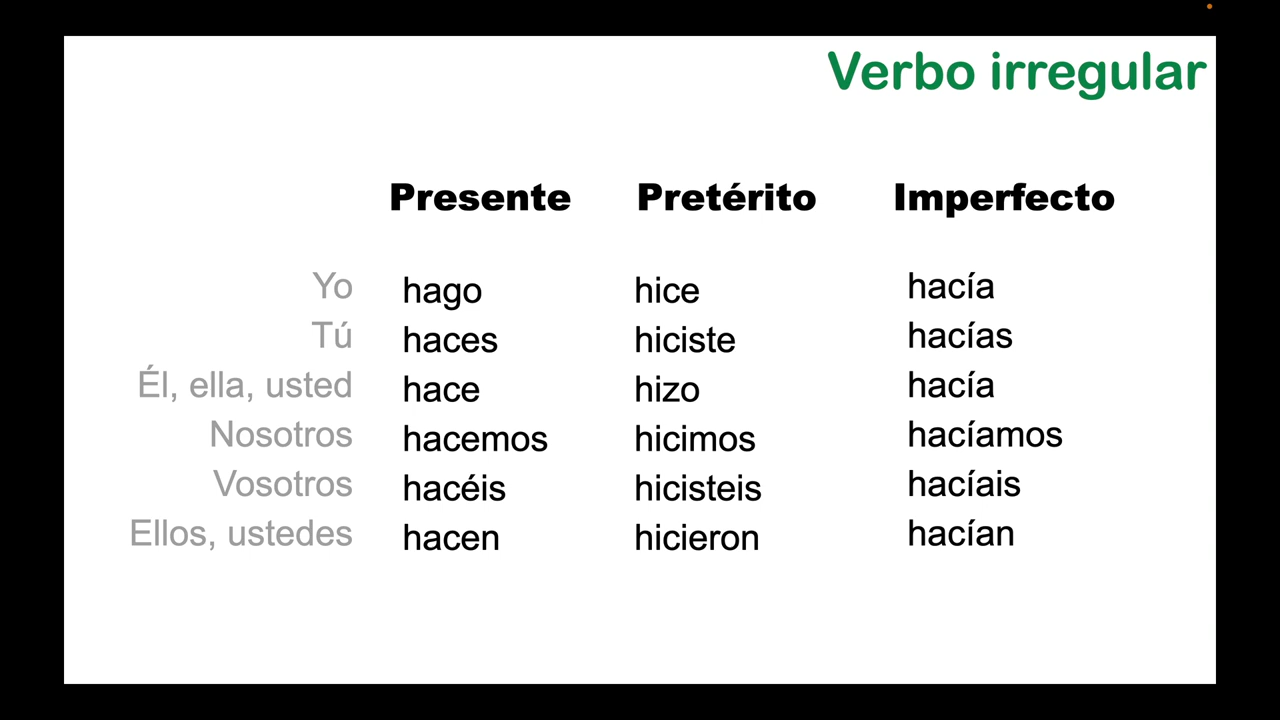 Verbo irregular
Presente Pretérito Imperfecto
Yo hago hice hacía
Tú haces hiciste hacías
Él, ella, usted hace hizo hacía
Nosotros hacemos hicimos hacíamos
Vosotros hacéis hicisteis hacíais
Ellos, ustedes hacen hicieron hacían